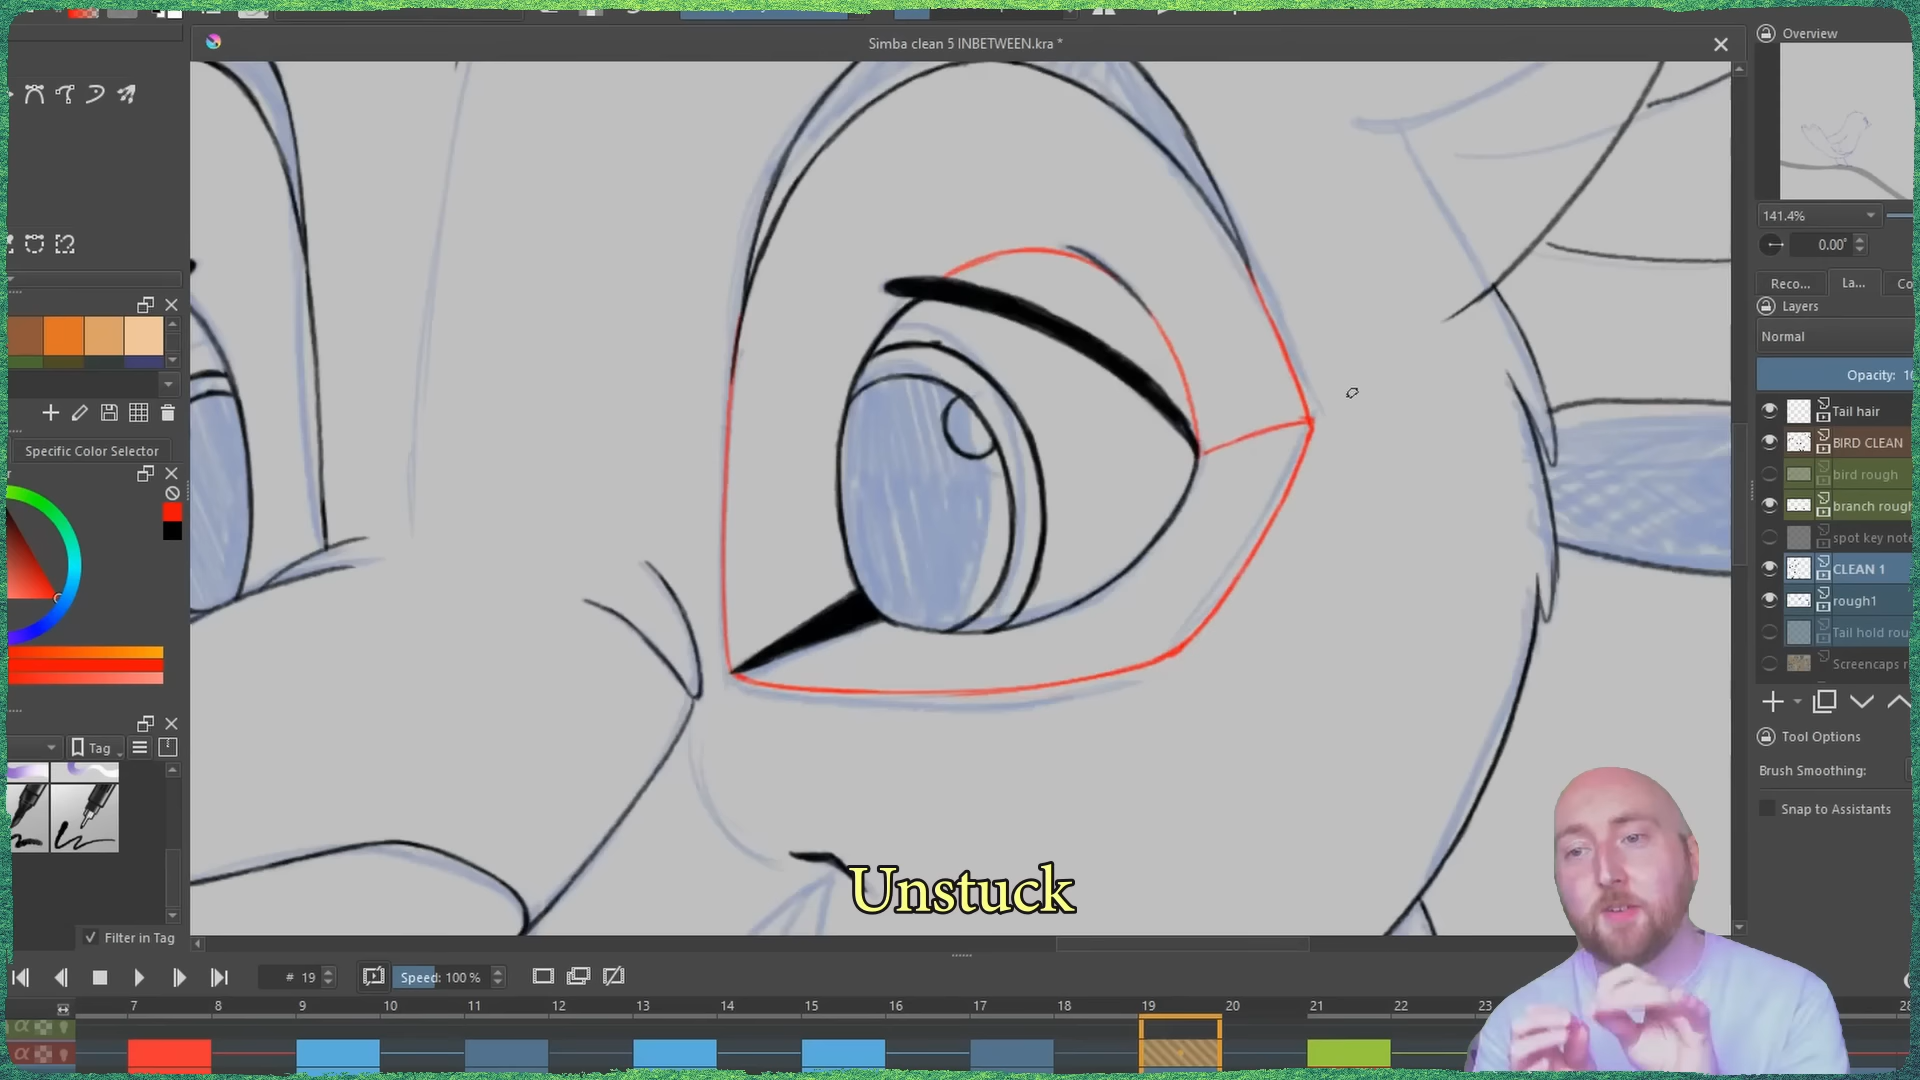 Simba clean 5 INBETWEEN.kra *
Overview
141.4%
0.00°
Reco...
La...
Co
Layers
Normal
Opacity: 10
Tail hair
BIRD CLEAN
bird rough
branch rough
spot key note
CLEAN 1
rough1
Tail hold rou
Screencaps r
Tool Options
Brush Smoothing:
Snap to Assistants
Specific Color Selector
Tag
Filter in Tag
Unstuck
# 19
Speed: 100 %
7 8 9 10 11 12 13 14 15 16 17 18 19 20 21 22 23 28